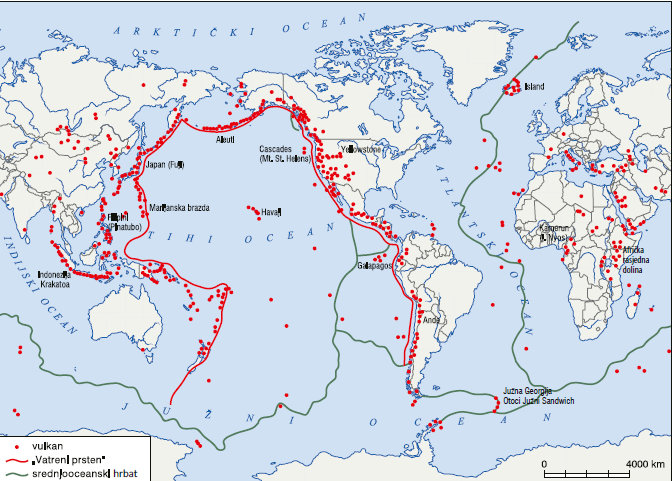 ARKTIČKI OCEAN
Island
Aleuti
Cascades
(Mt. St. Helens)
Yellowstone
Japan (Fuji)
Marijanska brazda
Havaji
Filipini
(Pinatubo)
TIHI OCEAN
ATLANTSKI OCEAN
Kamerun
(j. Nyos)
Afrička
rasjedna
dolina
INDIJSKI OCEAN
Indonezija
Krakatoa
Galapagos
Ande
Južna Georgija
Otoci Južni Sandwich
JUŽNI OCEAN
vulkan
"Vatreni prsten"
srednjooceanski hrbat
0 4000 km